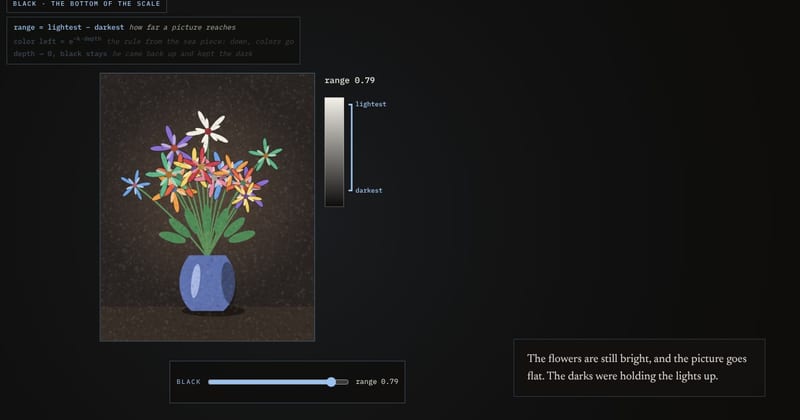 BLACK · THE BOTTOM OF THE SCALE
range = lightest − darkest how far a picture reaches
color left = e^−k·depth the rule from the sea piece: down, colors go
depth → 0, black stays he came back up and kept the dark
range 0.79
lightest
darkest
BLACK range 0.79
The flowers are still bright, and the picture goes
flat. The darks were holding the lights up.